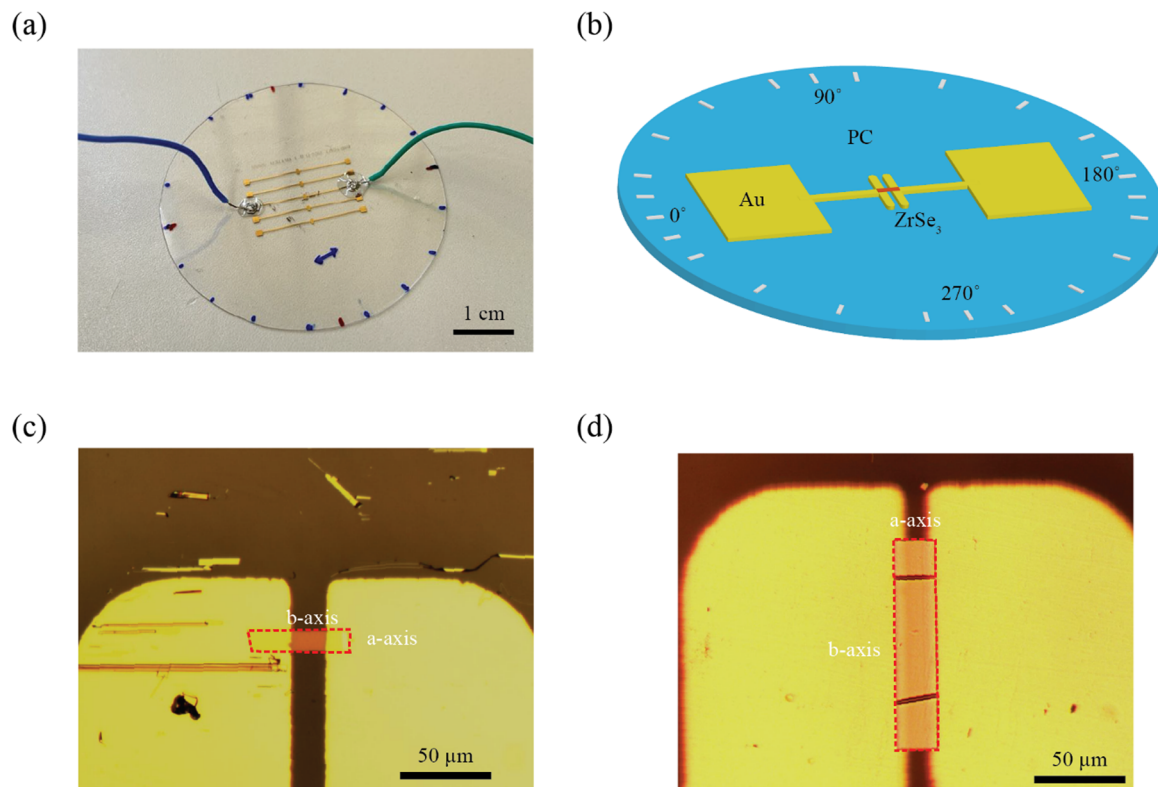 (a)
1 cm
(b)
90°
PC
180°
Au
0°
ZrSe₃
270°
(c)
b-axis
a-axis
50 μm
(d)
a-axis
b-axis
50 μm